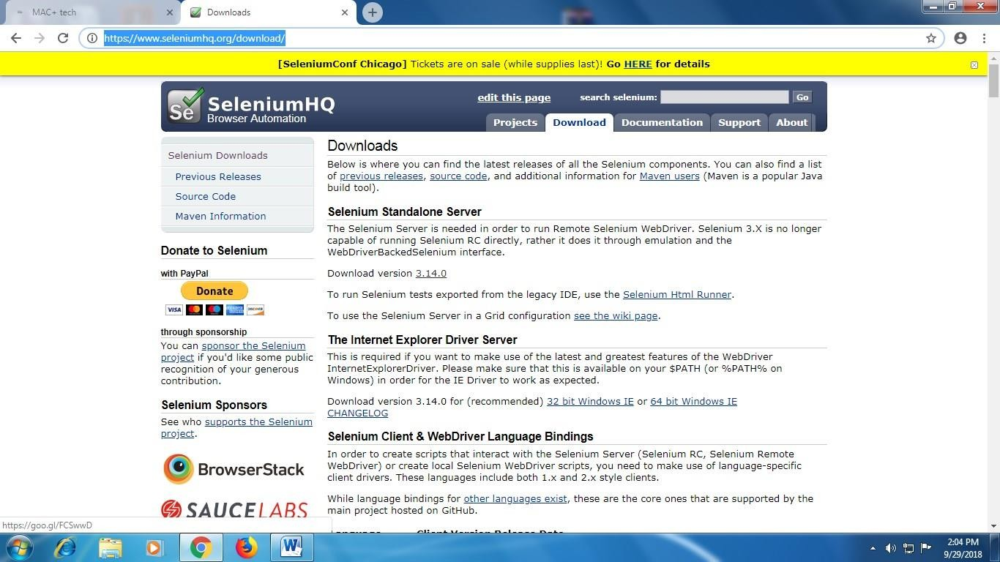 MAC+ tech
Downloads
https://www.seleniumhq.org/download/
[SeleniumConf Chicago] Tickets are on sale (while supplies last)! Go HERE for details
Se
SeleniumHQ
Browser Automation
edit this page
search selenium:
Go
Projects
Download
Documentation
Support
About
Selenium Downloads
Previous Releases
Source Code
Maven Information
Donate to Selenium
with PayPal
Donate
VISA
DISCOVER
through sponsorship
You can sponsor the Selenium
project if you'd like some public
recognition of your generous
contribution.
Selenium Sponsors
See who supports the Selenium
project.
BrowserStack
SAUCELABS
Downloads
Below is where you can find the latest releases of all the Selenium components. You can also find a list
of previous releases, source code, and additional information for Maven users (Maven is a popular Java
build tool).
Selenium Standalone Server
The Selenium Server is needed in order to run Remote Selenium WebDriver. Selenium 3.X is no longer
capable of running Selenium RC directly, rather it does it through emulation and the
WebDriverBackedSelenium interface.
Download version 3.14.0
To run Selenium tests exported from the legacy IDE, use the Selenium Html Runner.
To use the Selenium Server in a Grid configuration see the wiki page.
The Internet Explorer Driver Server
This is required if you want to make use of the latest and greatest features of the WebDriver
InternetExplorerDriver. Please make sure that this is available on your $PATH (or %PATH% on
Windows) in order for the IE Driver to work as expected.
Download version 3.14.0 for (recommended) 32 bit Windows IE or 64 bit Windows IE
CHANGELOG
Selenium Client & WebDriver Language Bindings
In order to create scripts that interact with the Selenium Server (Selenium RC, Selenium Remote
WebDriver) or create local Selenium WebDriver scripts, you need to make use of language-specific
client drivers. These languages include both 1.x and 2.x style clients.
While language bindings for other languages exist, these are the core ones that are supported by the
main project hosted on GitHub.
Language Client Version Release Date
https://goo.gl/FCSwwD
2:04 PM
9/29/2018